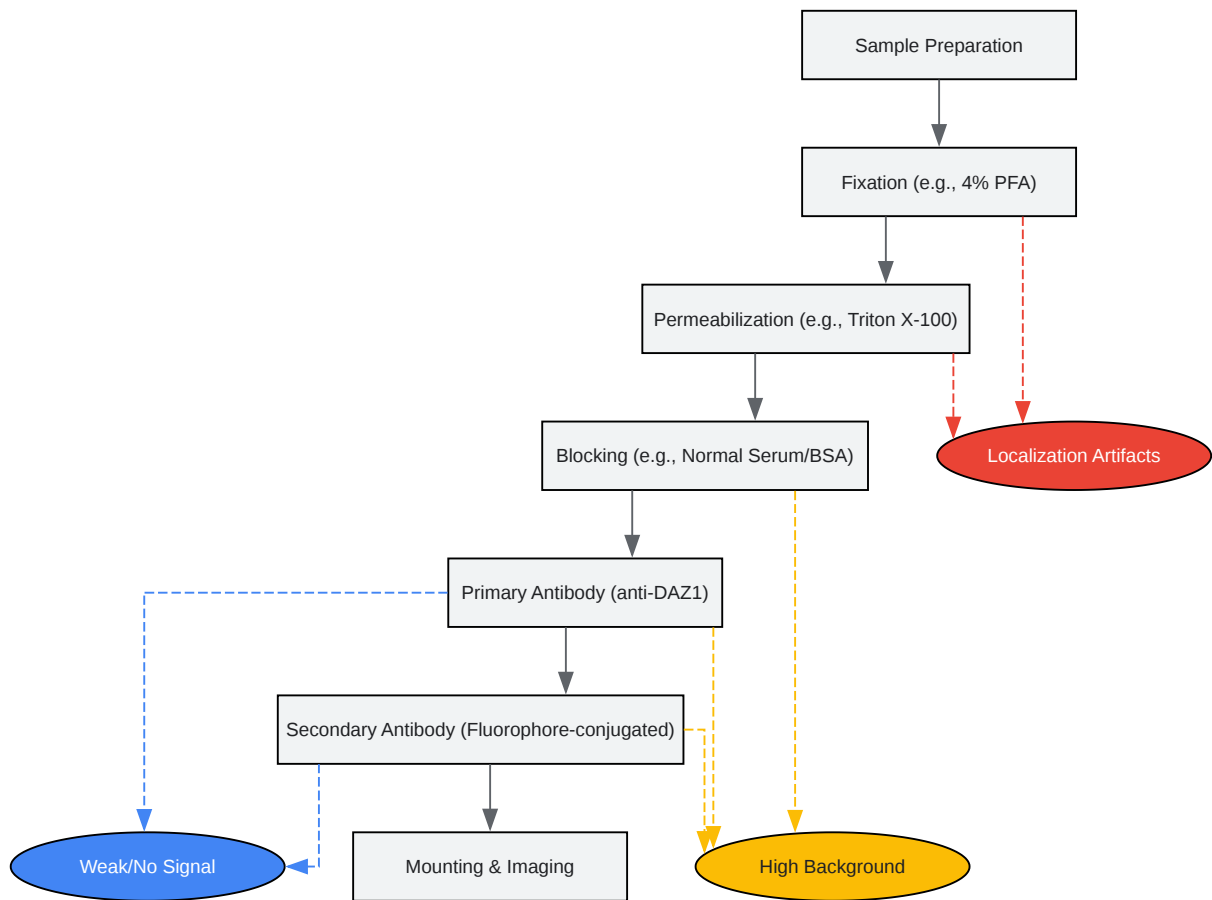 Sample Preparation
Fixation (e.g., 4% PFA)
Permeabilization (e.g., Triton X-100)
Blocking (e.g., Normal Serum/BSA)
Localization Artifacts
Primary Antibody (anti-DAZ1)
Secondary Antibody (Fluorophore-conjugated)
Weak/No Signal
Mounting & Imaging
High Background